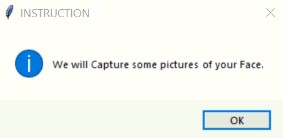 INSTRUCTION
We will Capture some pictures of your Face.
OK